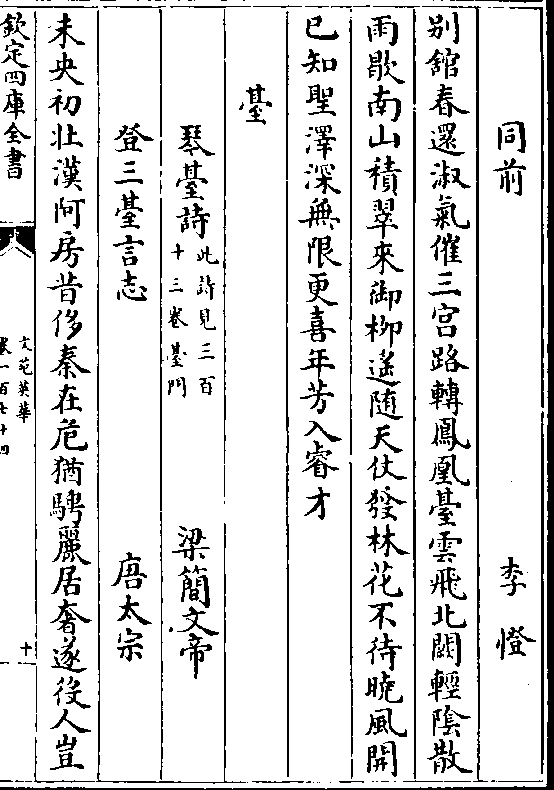 同前　李憕
別館春還淑氣催三宮路轉鳳凰臺雲飛北闕輕陰散
雨歇南山積翠來御柳遙隨天仗發林花不待曉風開
已知聖澤深無限更喜年芳入睿才
臺
琴臺詩此詩見三百十三卷臺門　梁簡文帝
登三臺言志　唐太宗
未央初壯漢阿房昔侈秦在危猶騁麗居奢遂役人豈
欽定四庫全書
文苑英華
卷一百七十四
十